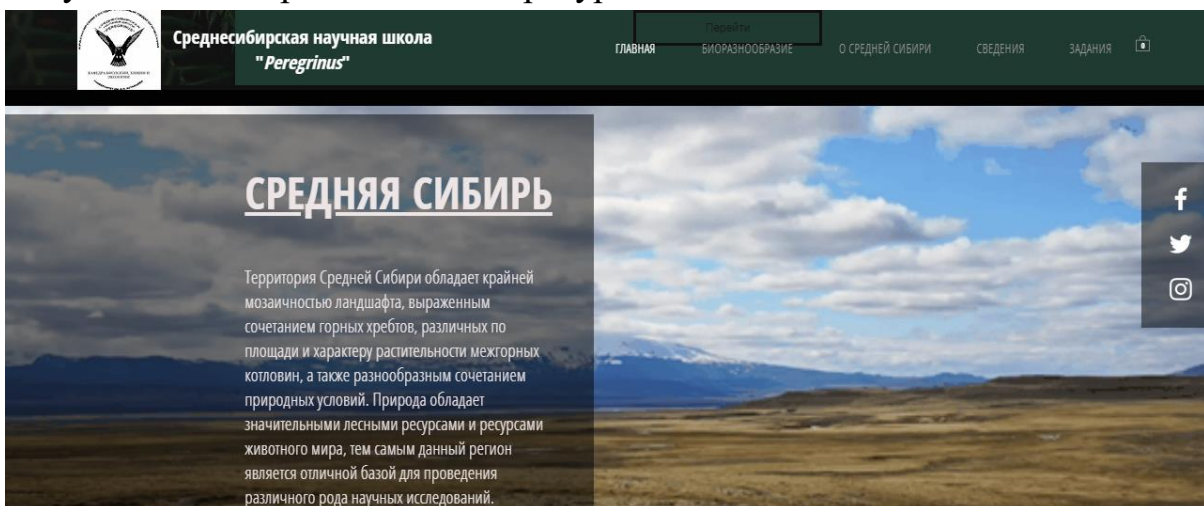 Перейти
Среднесибирская научная школа
"Peregrinus"
ГЛАВНАЯ
БИОРАЗНООБРАЗИЕ
О СРЕДНЕЙ СИБИРИ
СВЕДЕНИЯ
ЗАДАНИЯ
0
СРЕДНЯЯ СИБИРЬ
Территория Средней Сибири обладает крайней
мозаичностью ландшафта, выраженным
сочетанием горных хребтов, различных по
площади и характеру растительности межгорных
котловин, а также разнообразным сочетанием
природных условий. Природа обладает
значительными лесными ресурсами и ресурсами
животного мира, тем самым данный регион
является отличной базой для проведения
различного рода научных исследований.